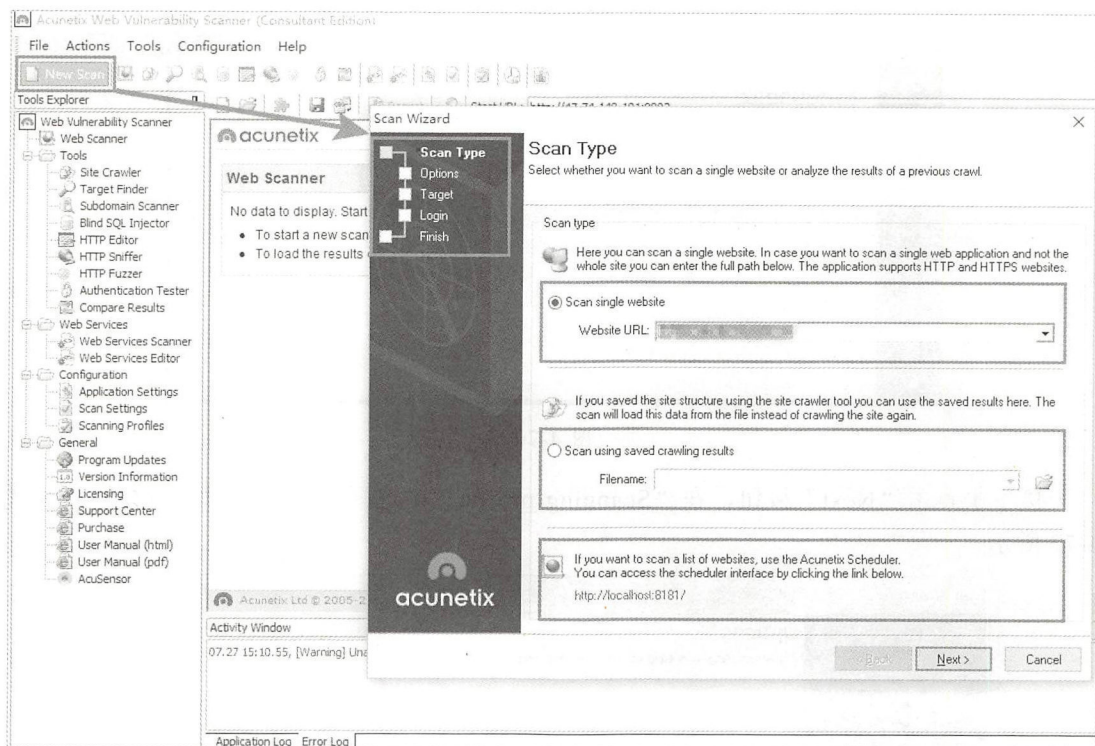 Acunetix Web Vulnerability Scanner (Consultant Edition)
File Actions Tools Configuration Help
New Scan
Tools Explorer
Start URL:
Web Vulnerability Scanner
Web Scanner
Tools
Site Crawler
Target Finder
Subdomain Scanner
Blind SQL Injector
HTTP Editor
HTTP Sniffer
HTTP Fuzzer
Authentication Tester
Compare Results
Web Services
Web Services Scanner
Web Services Editor
Configuration
Application Settings
Scan Settings
Scanning Profiles
General
Program Updates
Version Information
Licensing
Support Center
Purchase
User Manual (html)
User Manual (pdf)
AcuSensor
acunetix
Web Scanner
No data to display. Start
• To start a new scan
• To load the results
Acunetix Ltd © 2005-2
Activity Window
07.27 15:10.55, [Warning] Una
Application Log Error Log
Scan Wizard
Scan Type
Options
Target
Login
Finish
acunetix
Scan Type
Select whether you want to scan a single website or analyze the results of a previous crawl.
Scan type
Here you can scan a single website. In case you want to scan a single web application and not the
whole site you can enter the full path below. The application supports HTTP and HTTPS websites.
Scan single website
Website URL:
If you saved the site structure using the site crawler tool you can use the saved results here. The
scan will load this data from the file instead of crawling the site again.
Scan using saved crawling results
Filename:
If you want to scan a list of websites, use the Acunetix Scheduler.
You can access the scheduler interface by clicking the link below.
http://localhost:8181/
< Back Next > Cancel